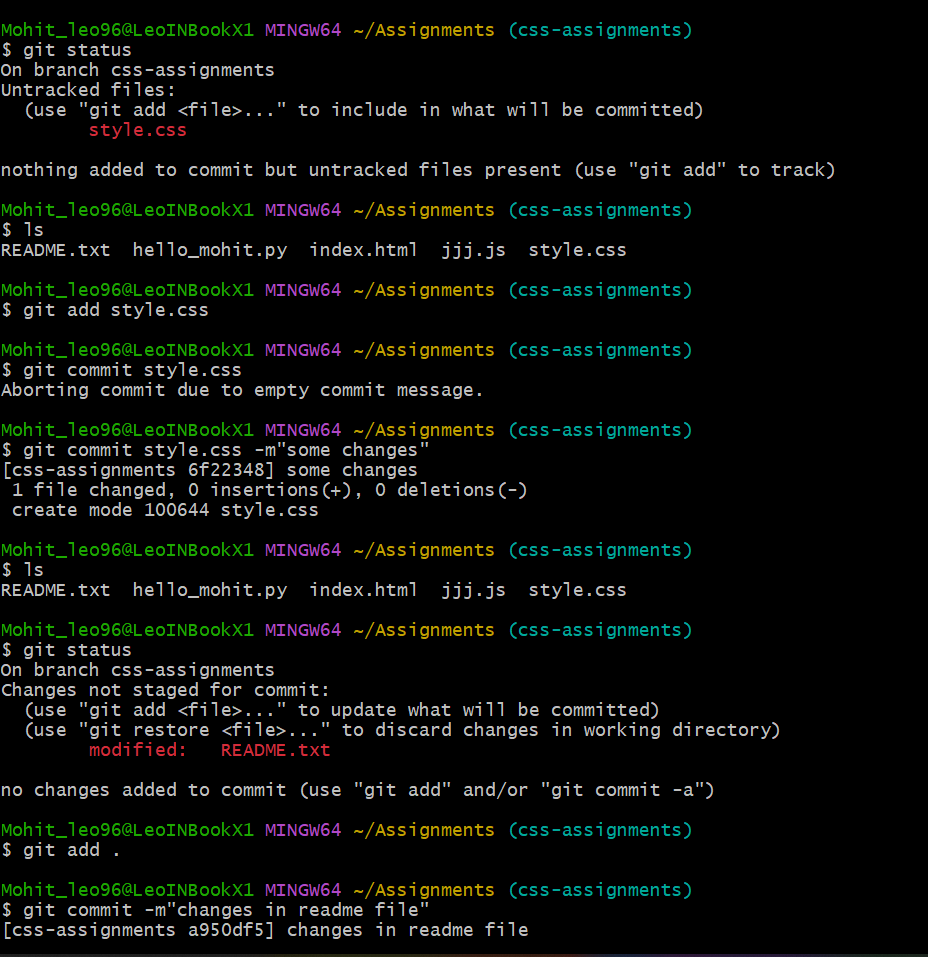 Mohit_leo96@LeoINBookX1 MINGW64 ~/Assignments (css-assignments)
$ git status
On branch css-assignments
Untracked files:
  (use "git add <file>..." to include in what will be committed)
        style.css

nothing added to commit but untracked files present (use "git add" to track)

Mohit_leo96@LeoINBookX1 MINGW64 ~/Assignments (css-assignments)
$ ls
README.txt  hello_mohit.py  index.html  jjj.js  style.css

Mohit_leo96@LeoINBookX1 MINGW64 ~/Assignments (css-assignments)
$ git add style.css

Mohit_leo96@LeoINBookX1 MINGW64 ~/Assignments (css-assignments)
$ git commit style.css
Aborting commit due to empty commit message.

Mohit_leo96@LeoINBookX1 MINGW64 ~/Assignments (css-assignments)
$ git commit style.css -m"some changes"
[css-assignments 6f22348] some changes
 1 file changed, 0 insertions(+), 0 deletions(-)
 create mode 100644 style.css

Mohit_leo96@LeoINBookX1 MINGW64 ~/Assignments (css-assignments)
$ ls
README.txt  hello_mohit.py  index.html  jjj.js  style.css

Mohit_leo96@LeoINBookX1 MINGW64 ~/Assignments (css-assignments)
$ git status
On branch css-assignments
Changes not staged for commit:
  (use "git add <file>..." to update what will be committed)
  (use "git restore <file>..." to discard changes in working directory)
        modified:   README.txt

no changes added to commit (use "git add" and/or "git commit -a")

Mohit_leo96@LeoINBookX1 MINGW64 ~/Assignments (css-assignments)
$ git add .

Mohit_leo96@LeoINBookX1 MINGW64 ~/Assignments (css-assignments)
$ git commit -m"changes in readme file"
[css-assignments a950df5] changes in readme file